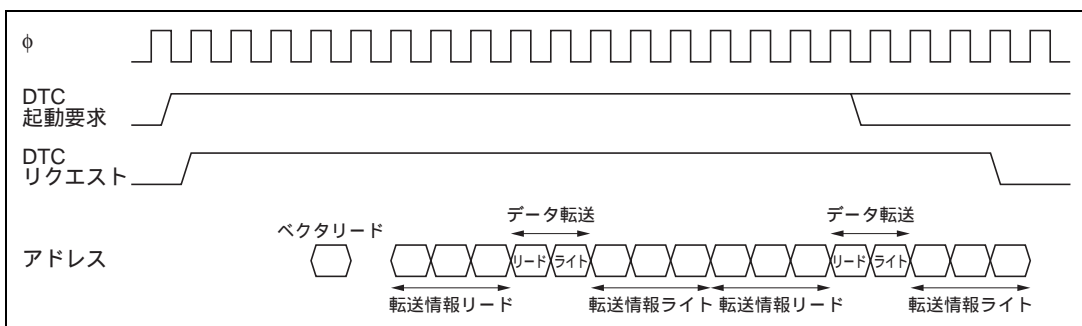 φ
DTC
起動要求
DTC
リクエスト
データ転送 データ転送
ベクタリード
アドレス リード ライト リード ライト
転送情報リード 転送情報ライト 転送情報リード 転送情報ライト